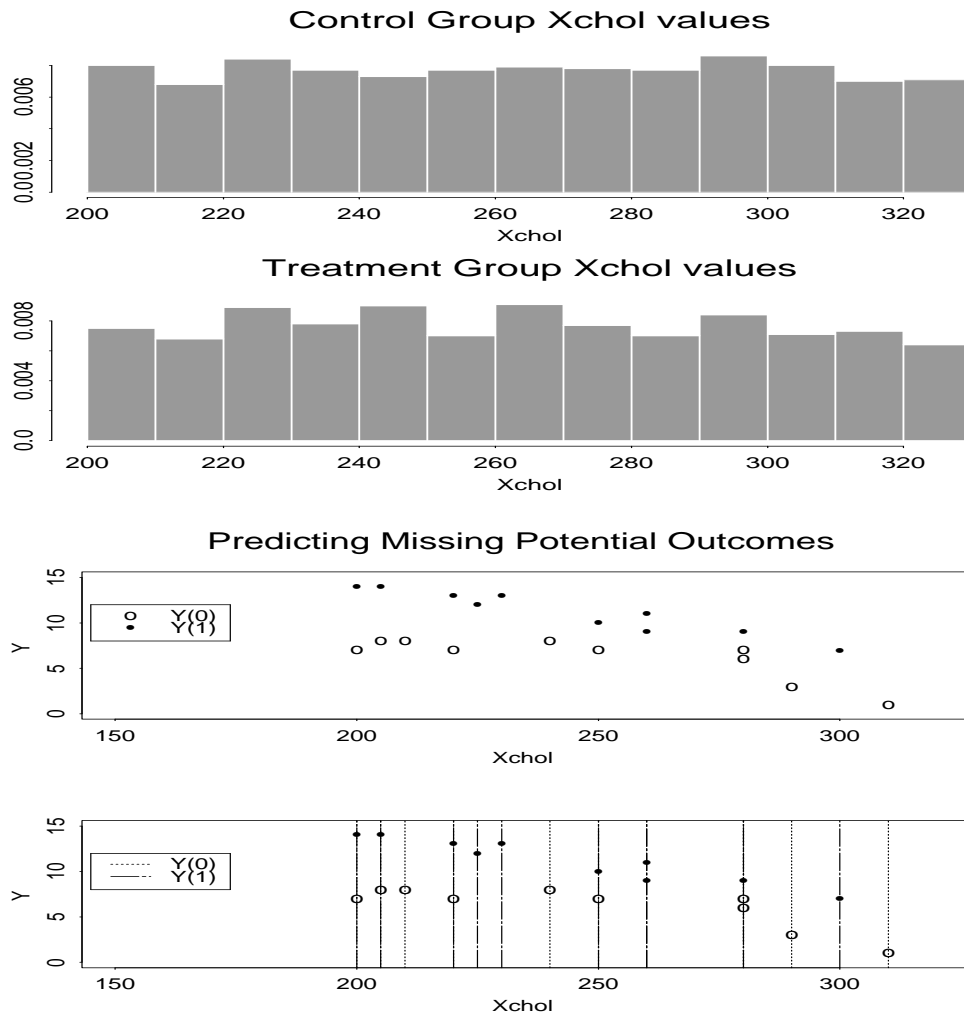 Control Group Xchol values
0.006
0.002
0.0
200 220 240 260 280 300 320
Xchol
Treatment Group Xchol values
0.008
0.004
0.0
200 220 240 260 280 300 320
Xchol
Predicting Missing Potential Outcomes
15
10
5
0
Y
o Y(0)
• Y(1)
150 200 250 300
Xchol
15
10
5
0
Y
Y(0)
Y(1)
150 200 250 300
Xchol